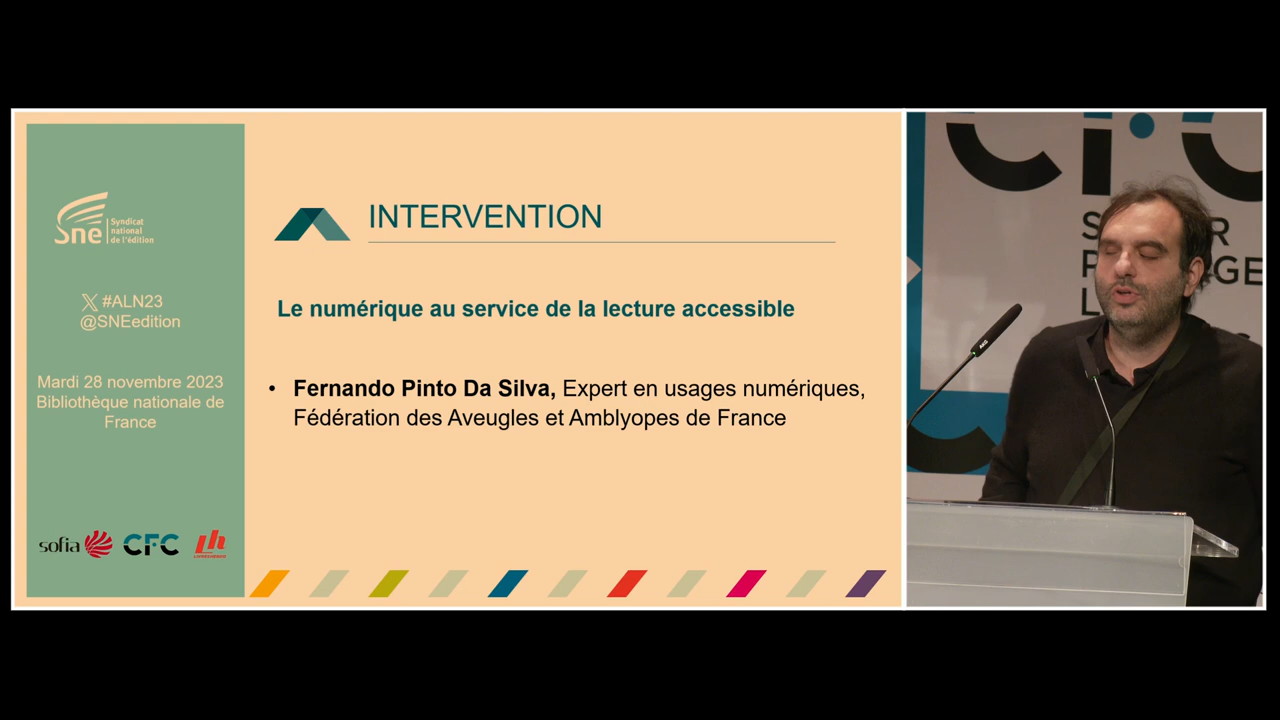 Sne
Syndicat
national
de l'édition
#ALN23
@SNEedition
Mardi 28 novembre 2023
Bibliothèque nationale de
France
sofia
CFC
INTERVENTION
Le numérique au service de la lecture accessible
• Fernando Pinto Da Silva, Expert en usages numériques,
Fédération des Aveugles et Amblyopes de France
CFC